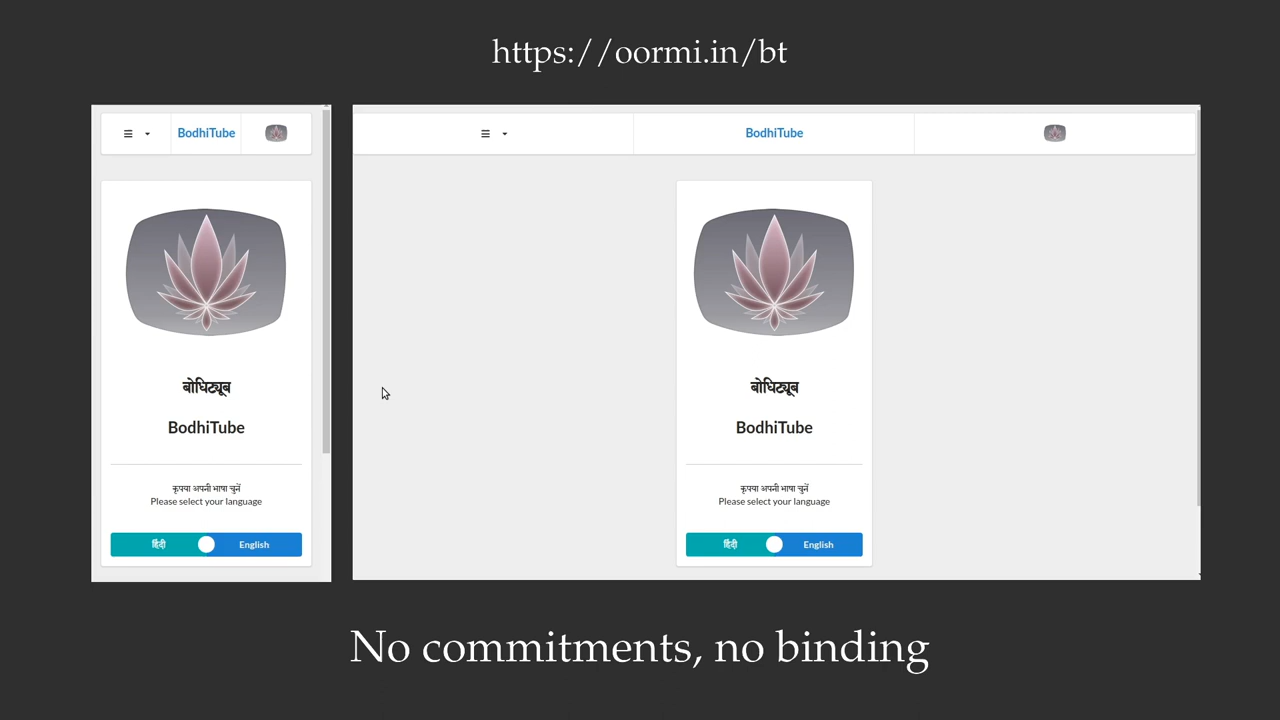 https://oormi.in/bt
BodhiTube
बोधिट्यूब
BodhiTube
कृपया अपनी भाषा चुनें
Please select your language
हिंदी English
BodhiTube
बोधिट्यूब
BodhiTube
कृपया अपनी भाषा चुनें
Please select your language
हिंदी English
No commitments, no binding